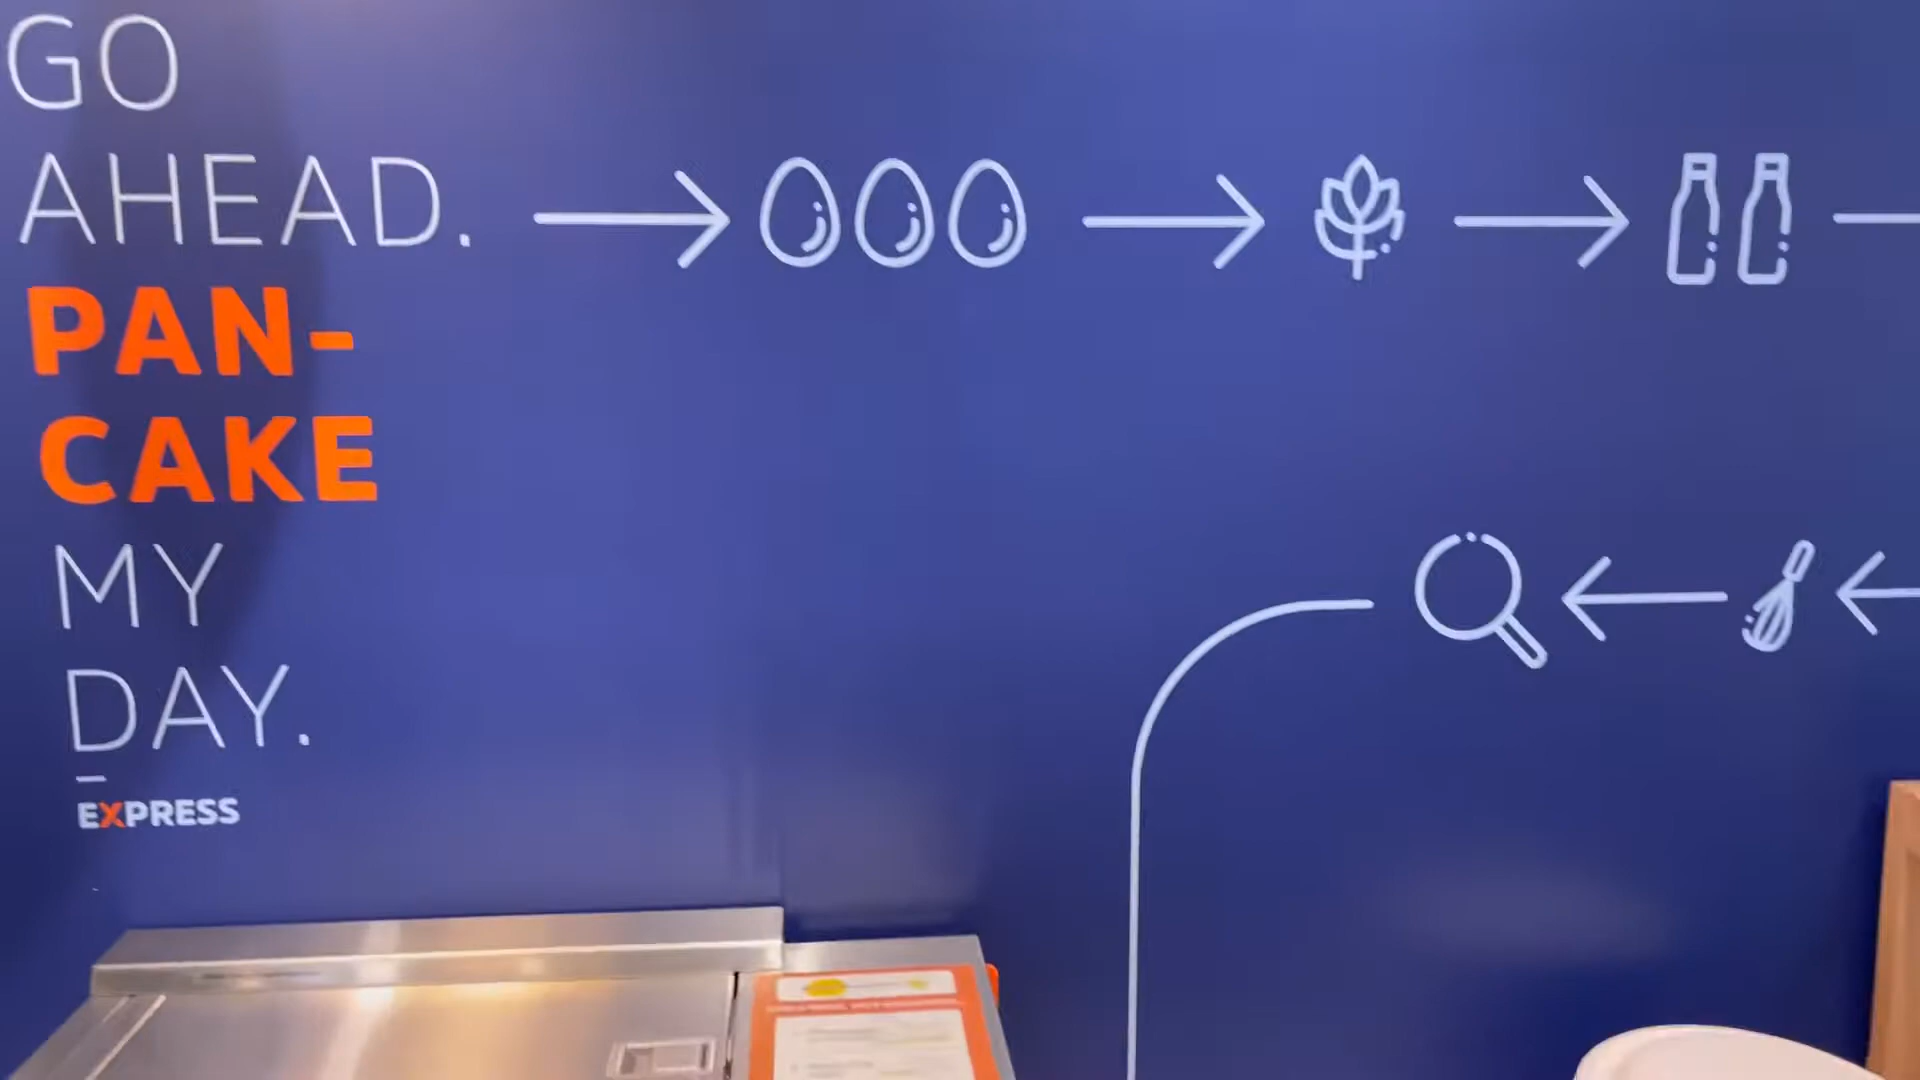 GO
AHEAD.
PAN-
CAKE
MY
DAY.
EXPRESS